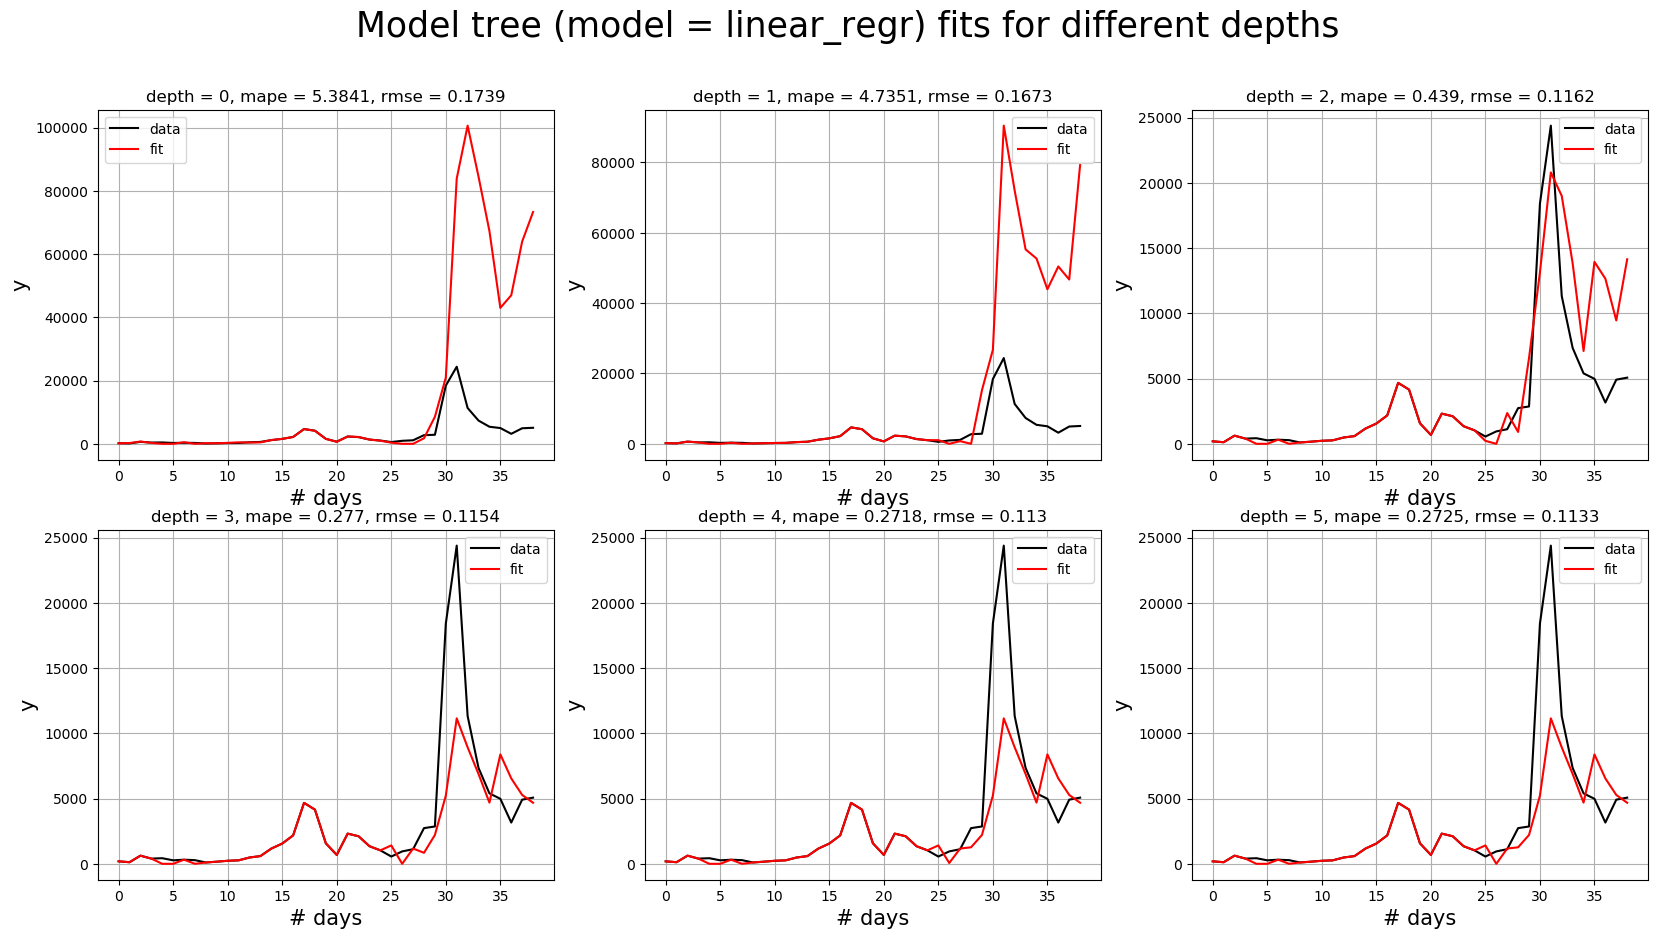 Model tree (model = linear_regr) fits for different depths
depth = 0, mape = 5.3841, rmse = 0.1739
data
fit
100000
80000
60000
40000
20000
0
y
0 5 10 15 20 25 30 35
# days
depth = 1, mape = 4.7351, rmse = 0.1673
data
fit
80000
60000
40000
20000
0
y
0 5 10 15 20 25 30 35
# days
depth = 2, mape = 0.439, rmse = 0.1162
data
fit
25000
20000
15000
10000
5000
0
y
0 5 10 15 20 25 30 35
# days
depth = 3, mape = 0.277, rmse = 0.1154
data
fit
25000
20000
15000
10000
5000
0
y
0 5 10 15 20 25 30 35
# days
depth = 4, mape = 0.2718, rmse = 0.113
data
fit
25000
20000
15000
10000
5000
0
y
0 5 10 15 20 25 30 35
# days
depth = 5, mape = 0.2725, rmse = 0.1133
data
fit
25000
20000
15000
10000
5000
0
y
0 5 10 15 20 25 30 35
# days